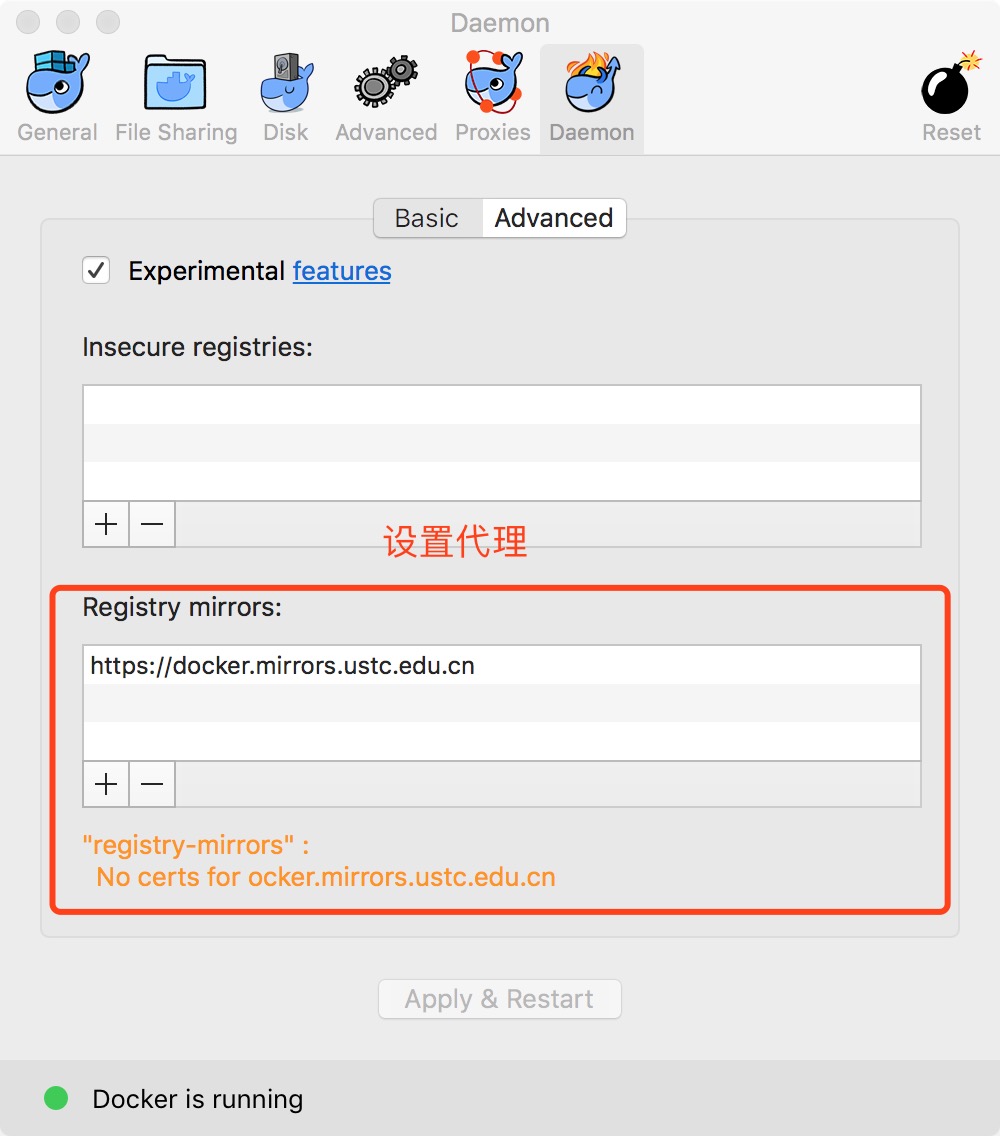 Daemon
General File Sharing Disk Advanced Proxies Daemon Reset
Basic Advanced
Experimental features
Insecure registries:
设置代理
Registry mirrors:
https://docker.mirrors.ustc.edu.cn
"registry-mirrors" :
No certs for ocker.mirrors.ustc.edu.cn
Apply & Restart
Docker is running